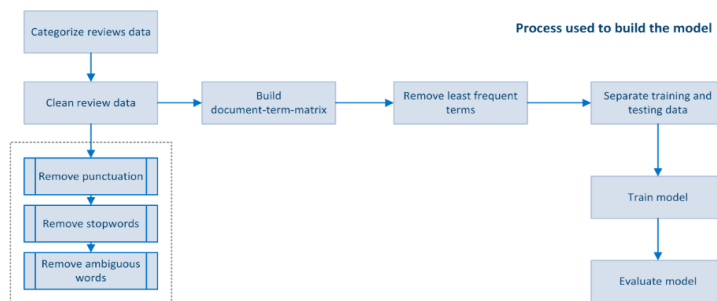 Process used to build the model
Categorize reviews data
Clean review data
Build
document-term-matrix
Remove least frequent
terms
Separate training and
testing data
Remove punctuation
Remove stopwords
Remove ambiguous
words
Train model
Evaluate model